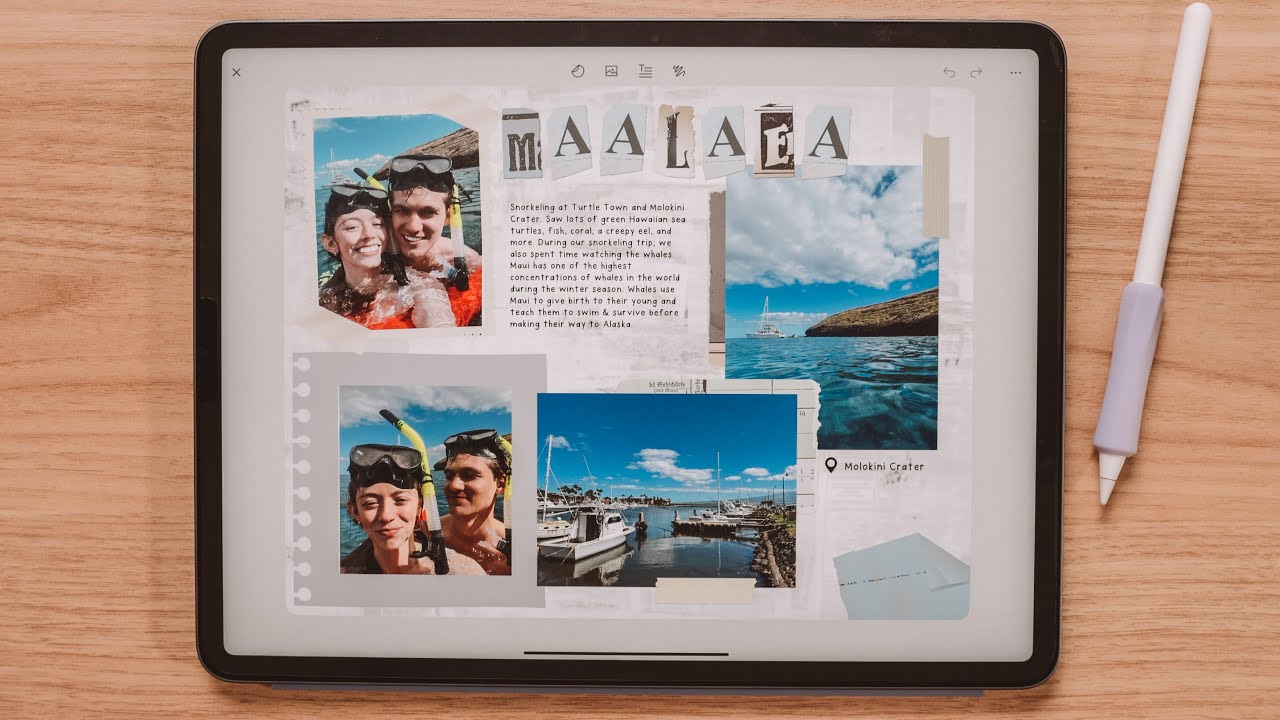 MAALAEA
Snorkeling at Turtle Town and Molokini
Crater. Saw lots of green Hawaiian sea
turtles, fish, coral, a creepy eel, and
more. During our snorkeling trip, we
also spent time watching the whales.
Maui has one of the highest
concentrations of whales in the world
during the winter season. Whales use
Maui to give birth to their young and
teach them to swim & survive before
making their way to Alaska.
Molokini Crater